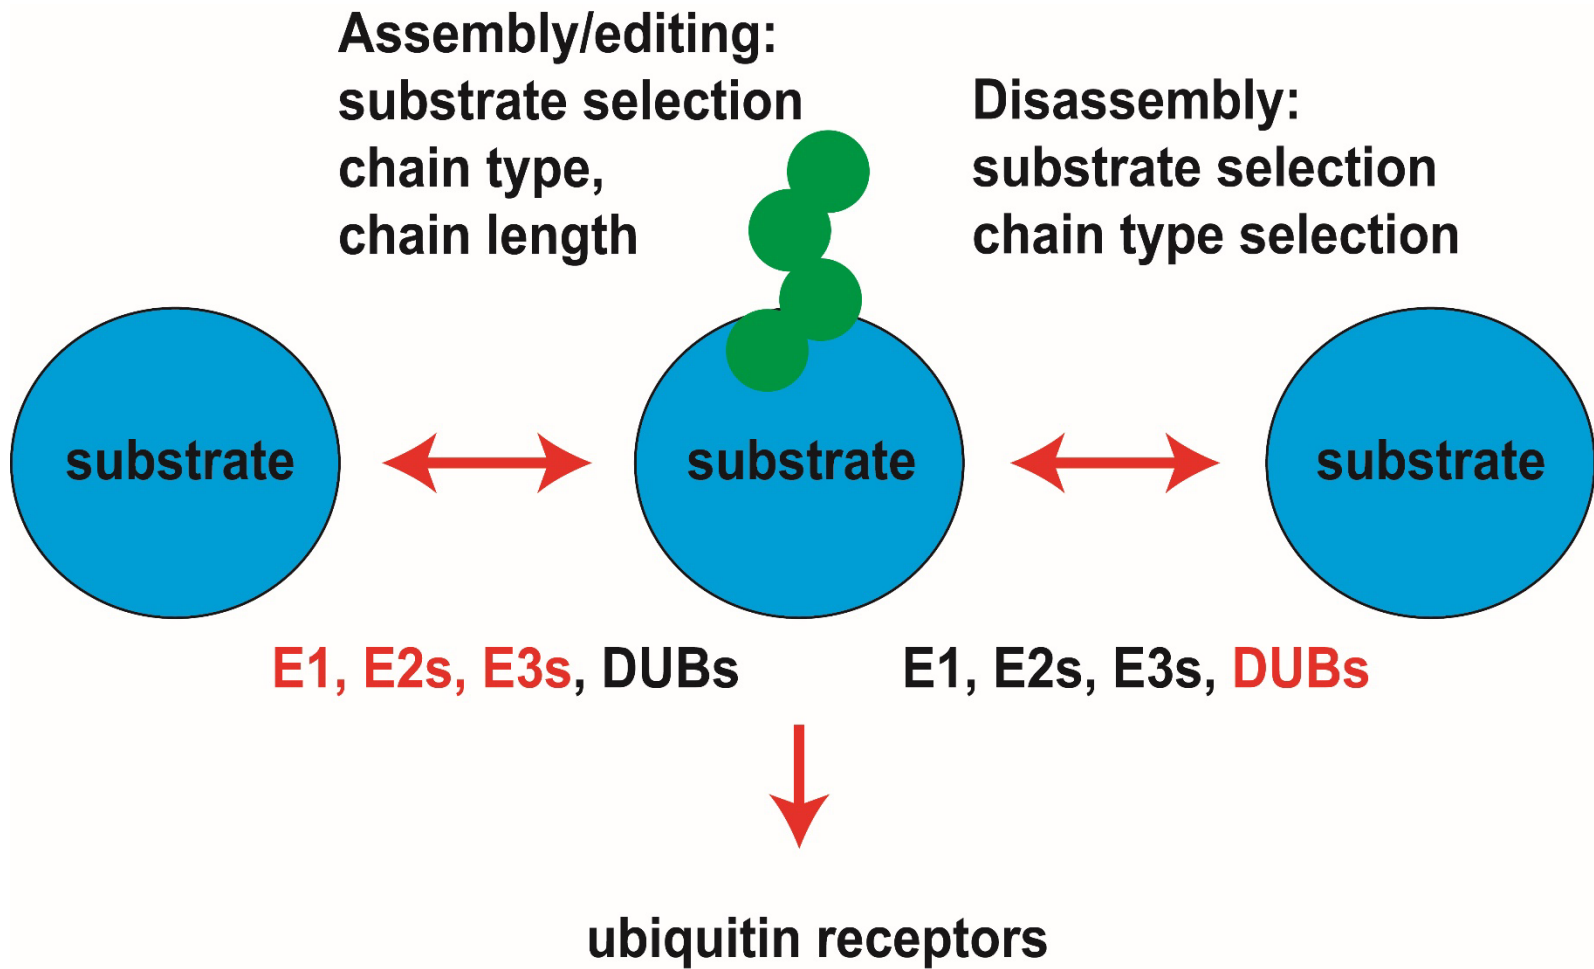 Assembly/editing:
substrate selection
chain type,
chain length
Disassembly:
substrate selection
chain type selection
substrate
substrate
substrate
E1, E2s, E3s, DUBs
E1, E2s, E3s, DUBs
ubiquitin receptors